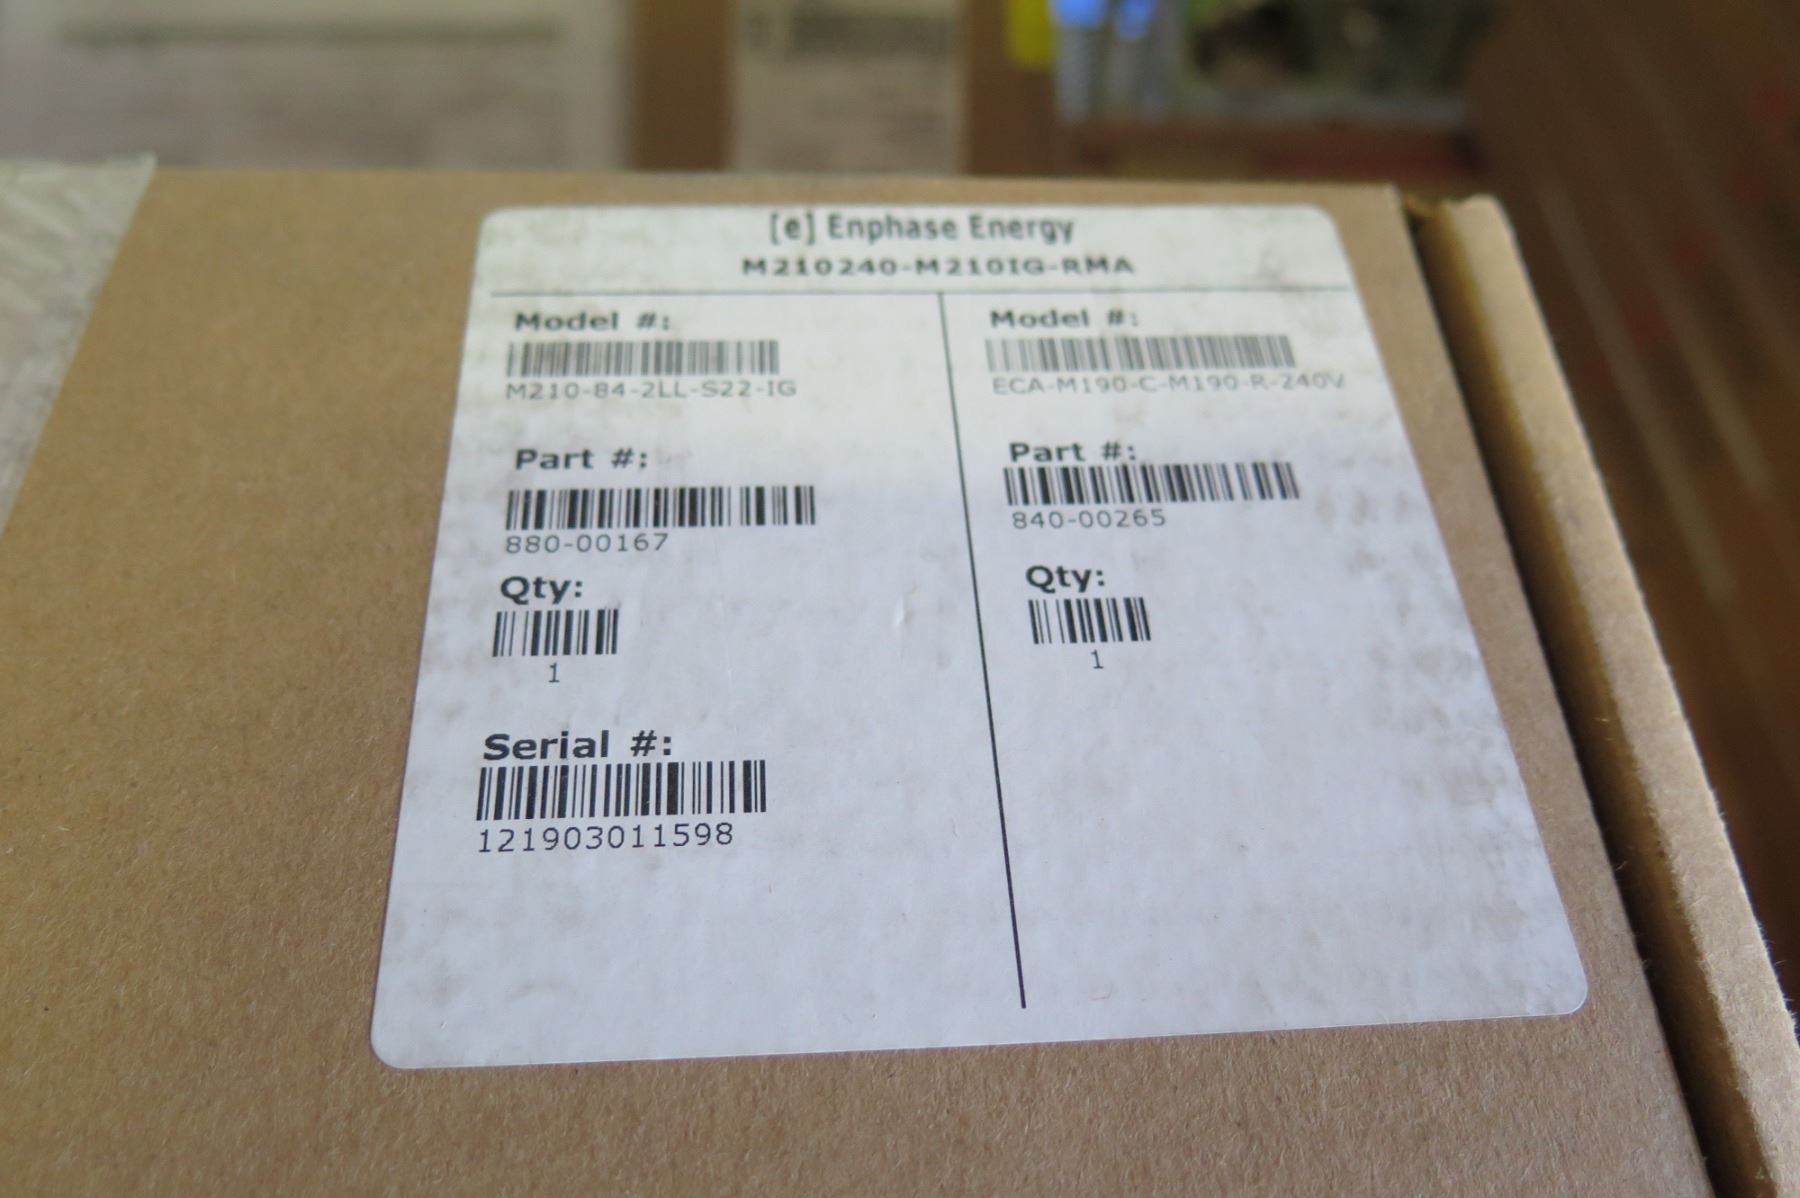 [e] Enphase Energy
M210240-M210IG-RMA
Model #:
M210-84-2LL-S22-IG
Part #:
880-00167
Qty:
1
Serial #:
121903011598
Model #:
ECA-M190-C-M190-R-240V
Part #:
840-00265
Qty:
1